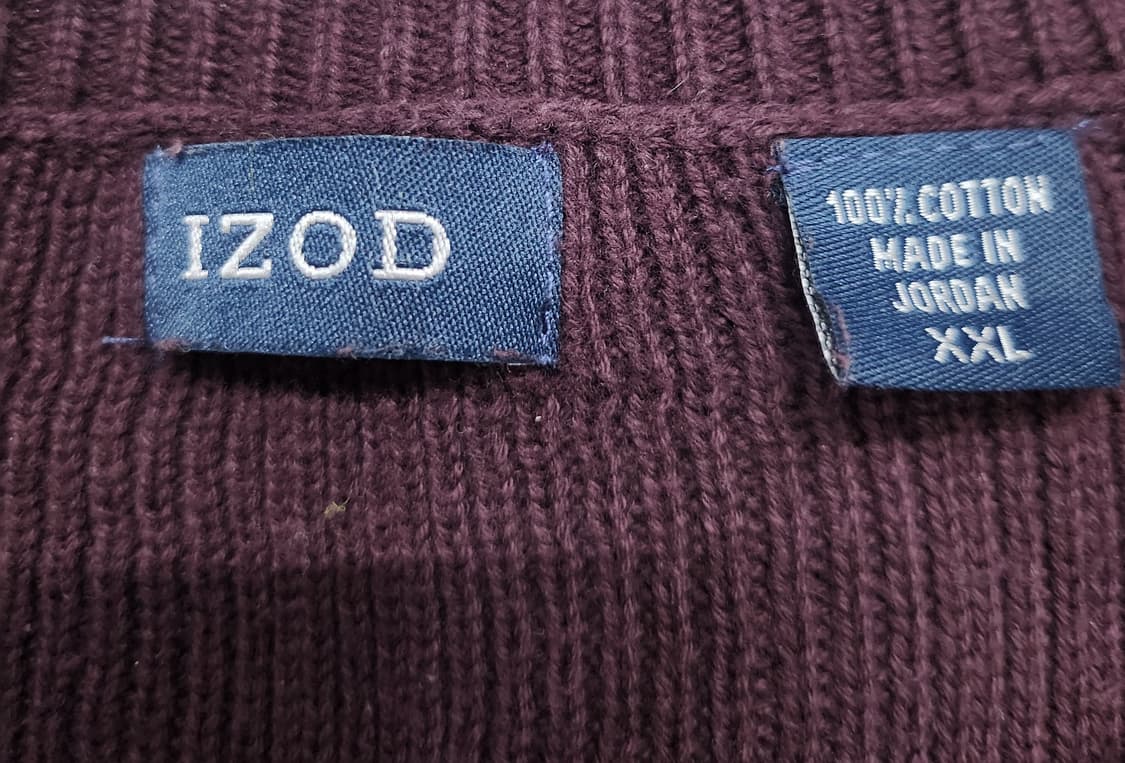 IZOD
100% COTTON
MADE IN
JORDAN
XXL